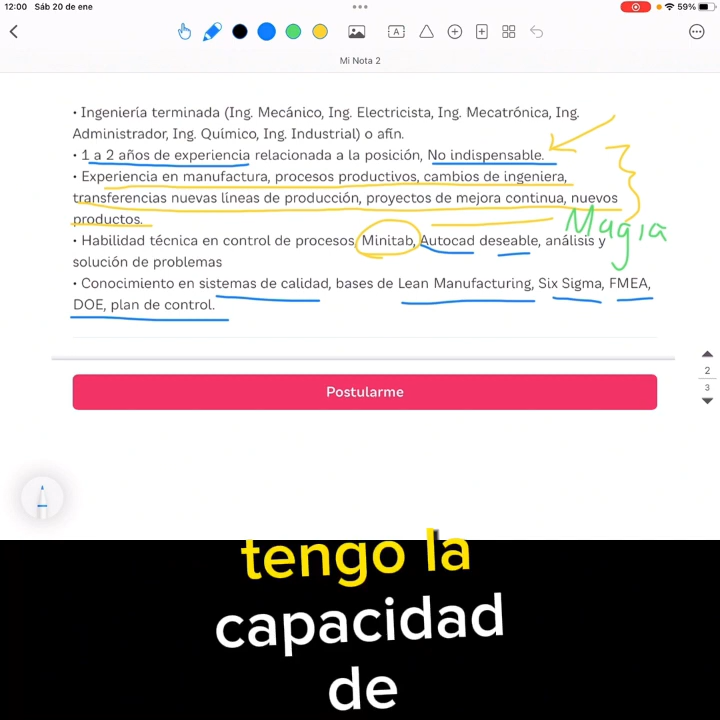 12:00 Sáb 20 de ene
59%
Mi Nota 2
• Ingeniería terminada (Ing. Mecánico, Ing. Electricista, Ing. Mecatrónica, Ing.
Administrador, Ing. Químico, Ing. Industrial) o afín.
• 1 a 2 años de experiencia relacionada a la posición, No indispensable.
• Experiencia en manufactura, procesos productivos, cambios de ingeniera,
transferencias nuevas líneas de producción, proyectos de mejora continua, nuevos
productos.
Magia
• Habilidad técnica en control de procesos, Minitab, Autocad deseable, análisis y
solución de problemas
• Conocimiento en sistemas de calidad, bases de Lean Manufacturing, Six Sigma, FMEA,
DOE, plan de control.
2
3
Postularme
tengo la
capacidad
de